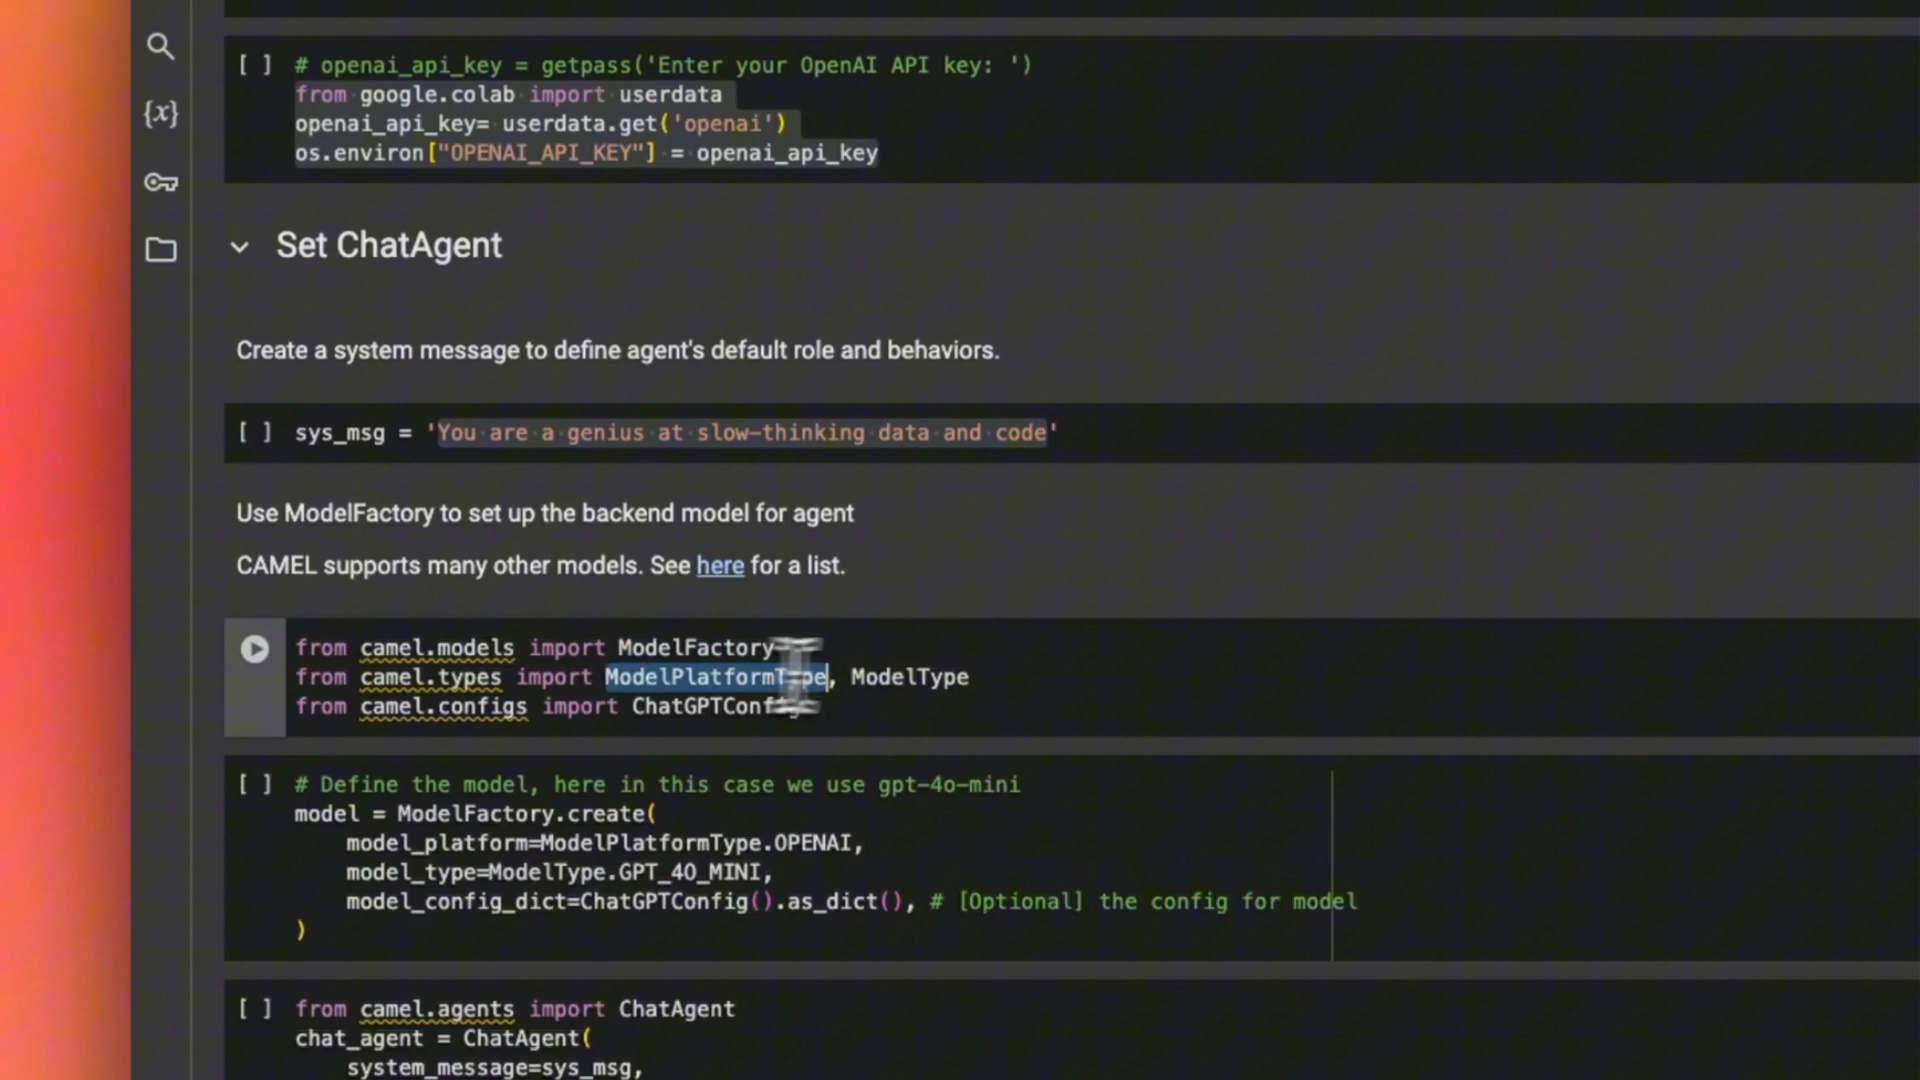 [ ] # openai_api_key = getpass('Enter your OpenAI API key: ')
from google.colab import userdata
openai_api_key= userdata.get('openai')
os.environ["OPENAI_API_KEY"] = openai_api_key
{x}
Set ChatAgent
Create a system message to define agent's default role and behaviors.
[ ] sys_msg = 'You are a genius at slow-thinking data and code'
Use ModelFactory to set up the backend model for agent
CAMEL supports many other models. See here for a list.
from camel.models import ModelFactory
from camel.types import ModelPlatformType, ModelType
from camel.configs import ChatGPTConfig
[ ] # Define the model, here in this case we use gpt-4o-mini
model = ModelFactory.create(
model_platform=ModelPlatformType.OPENAI,
model_type=ModelType.GPT_4O_MINI,
model_config_dict=ChatGPTConfig().as_dict(), # [Optional] the config for model
)
[ ] from camel.agents import ChatAgent
chat_agent = ChatAgent(
system_message=sys_msg,